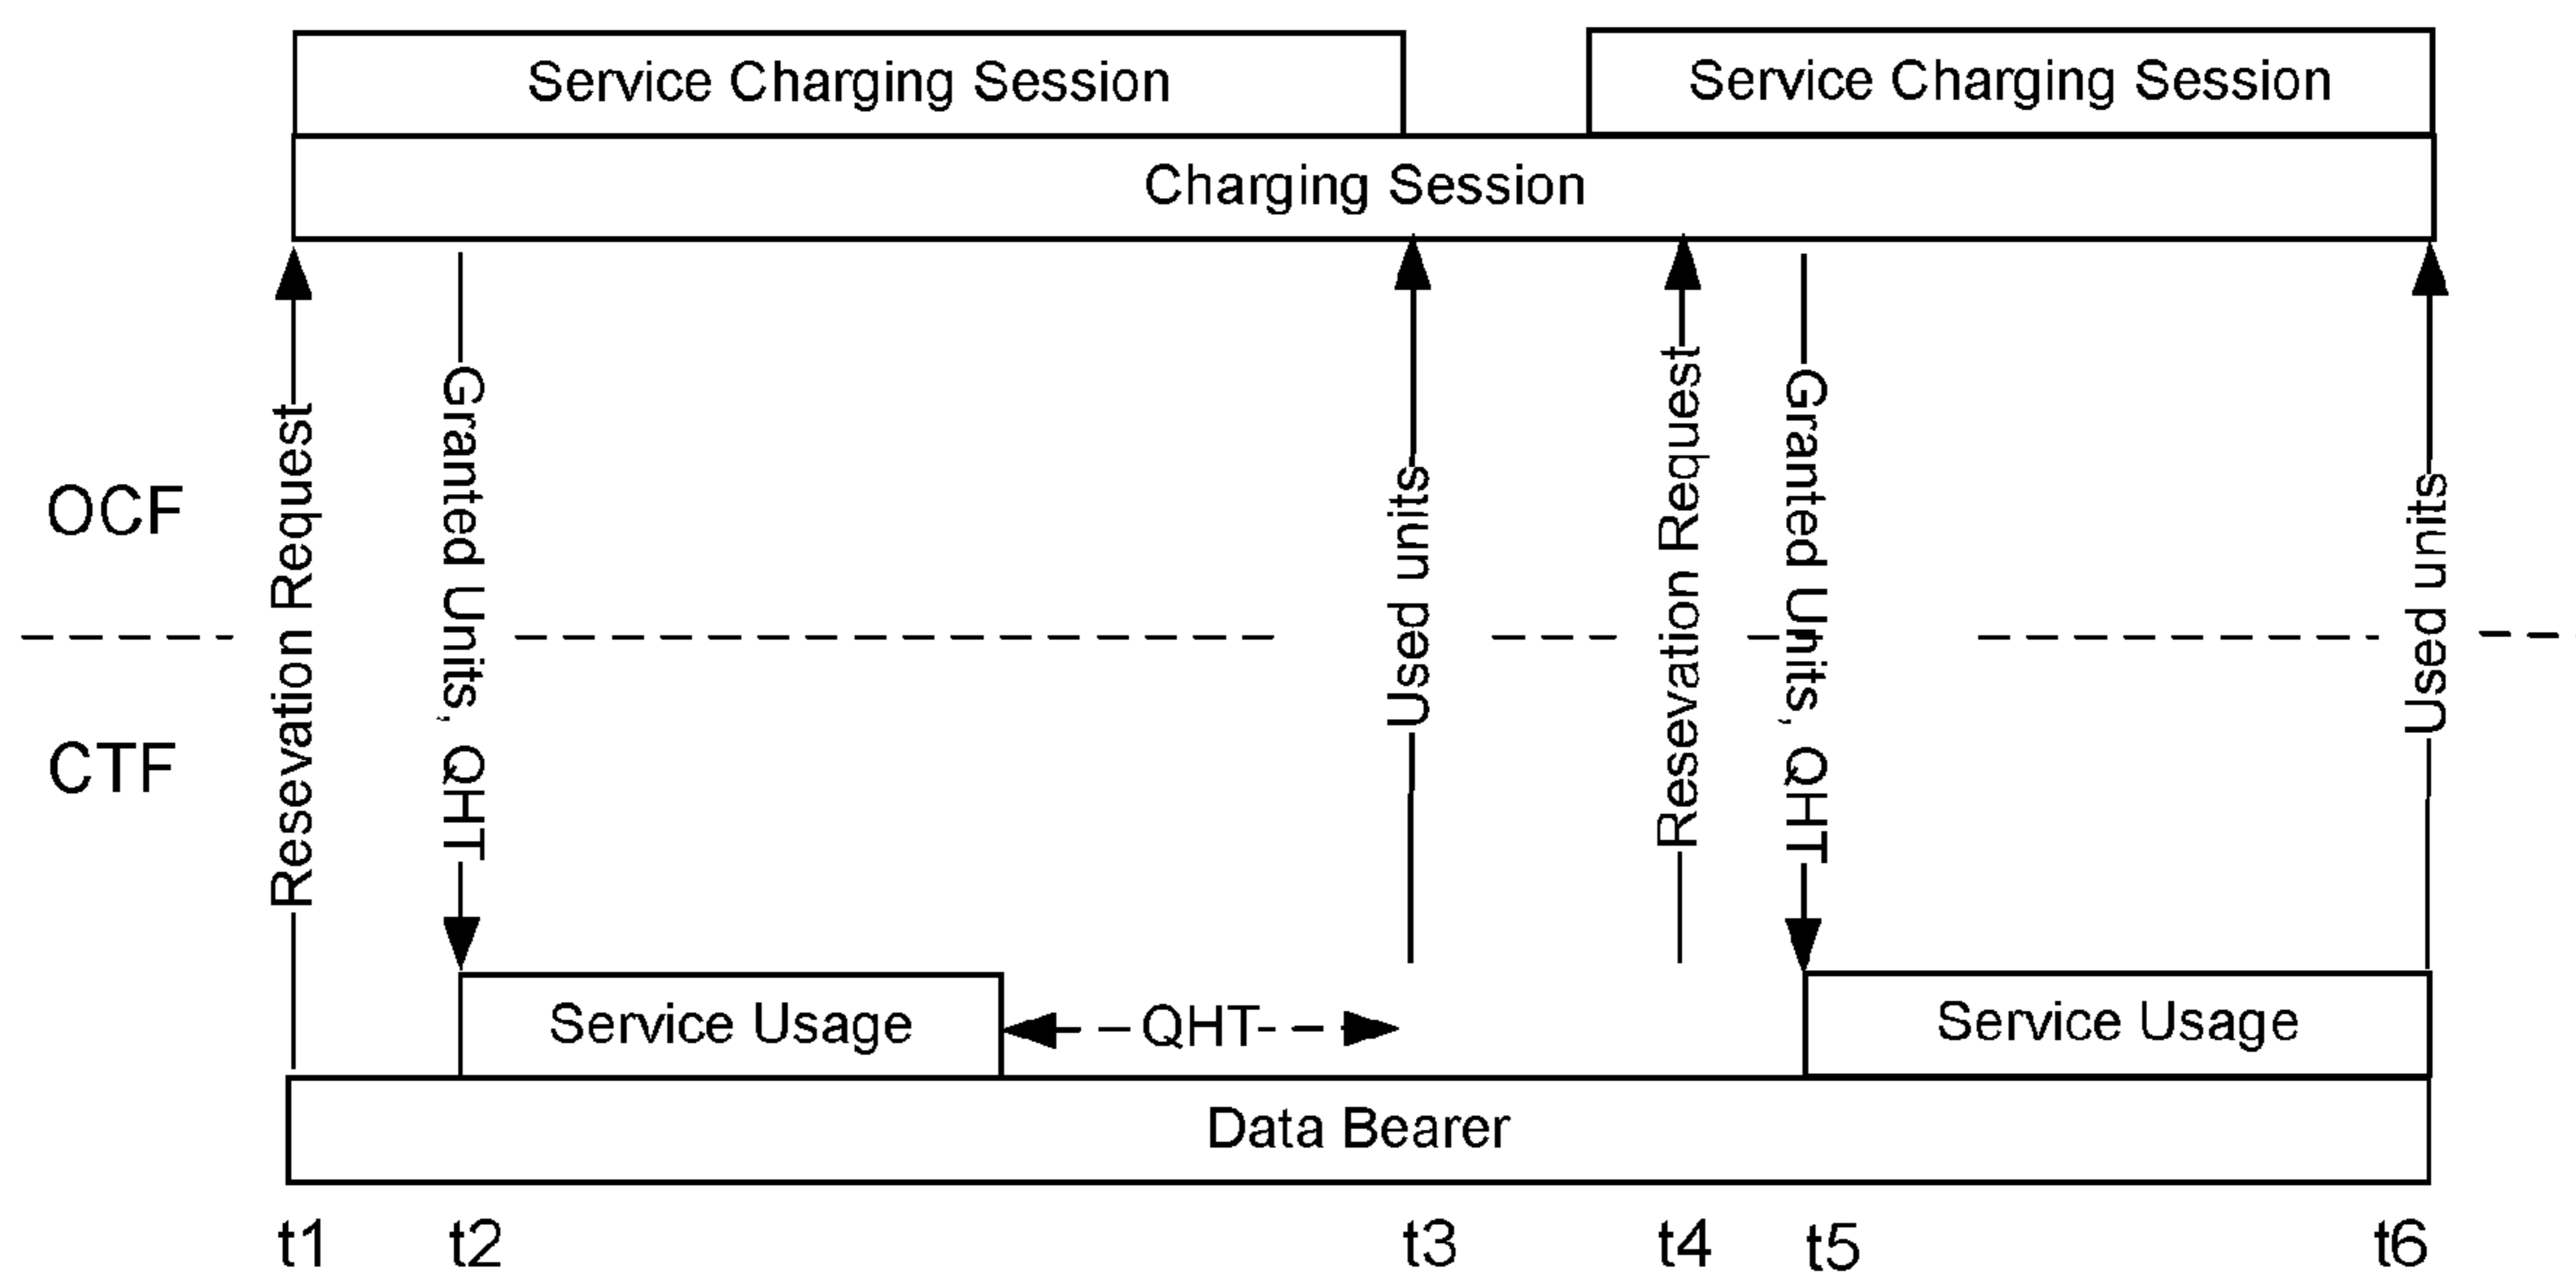 Service Charging Session
Service Charging Session
Charging Session
OCF
CTF
Resevation Request
Granted Units, QHT
Used units
Resevation Request
Granted Units, QHT
Used units
Service Usage
QHT
Service Usage
Data Bearer
t1
t2
t3
t4
t5
t6